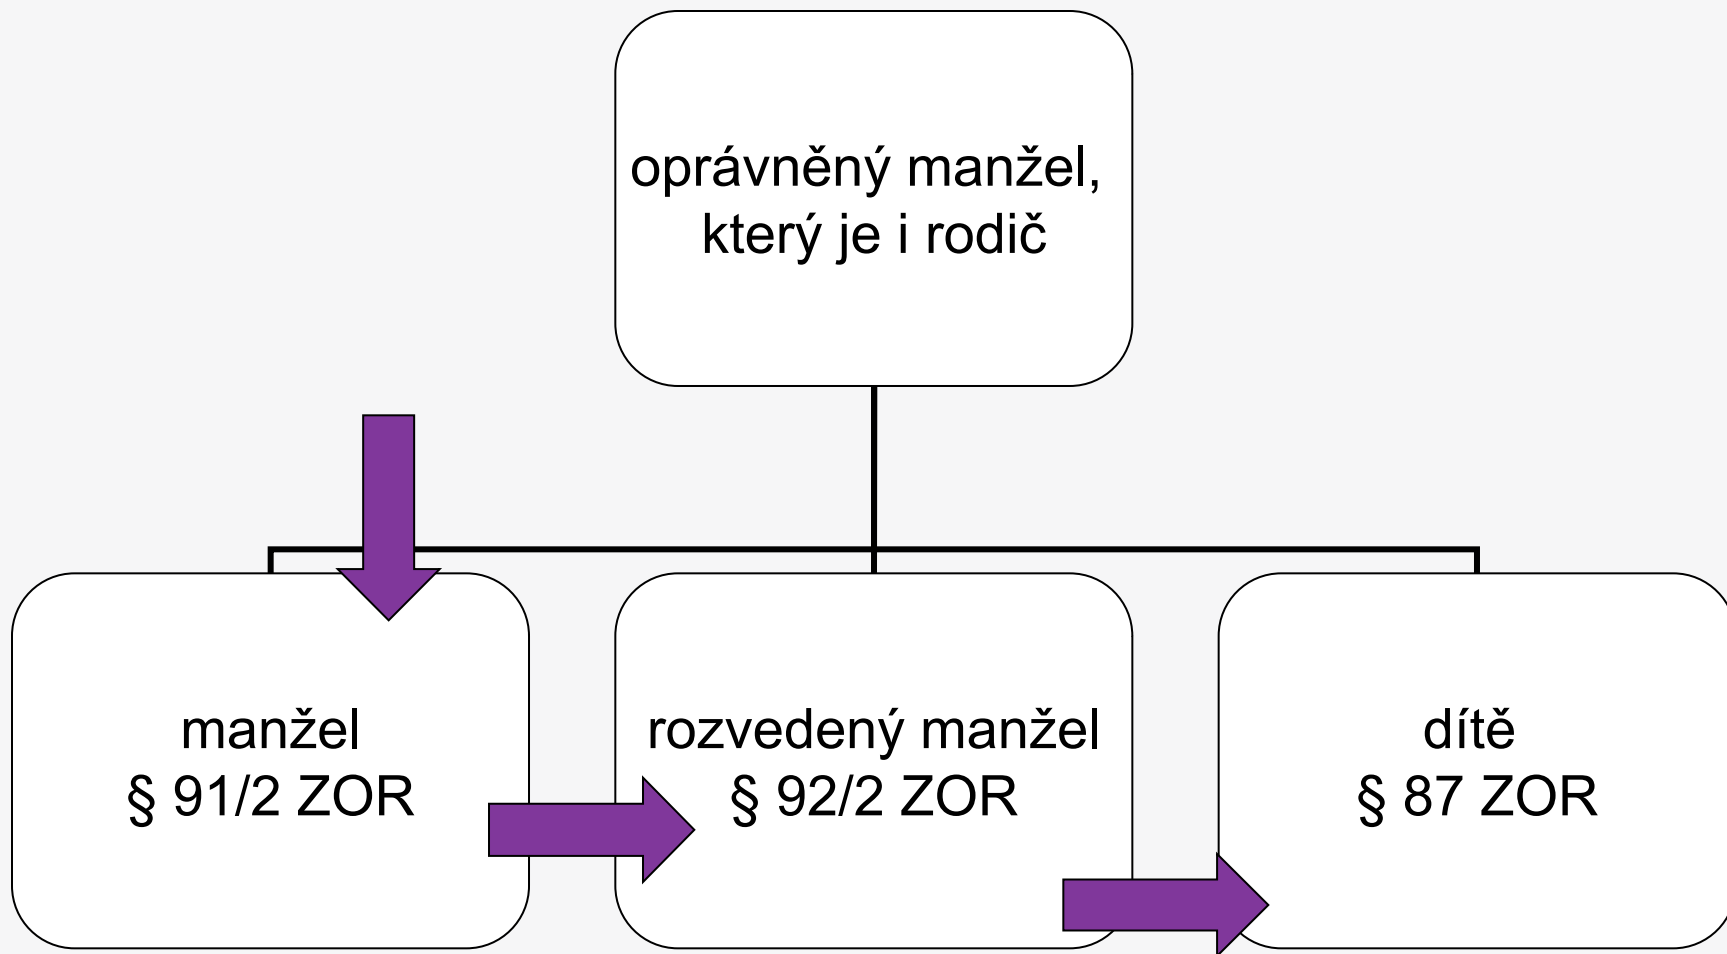 oprávněný manžel,
který je i rodič
manžel
§ 91/2 ZOR
rozvedený manžel
§ 92/2 ZOR
dítě
§ 87 ZOR